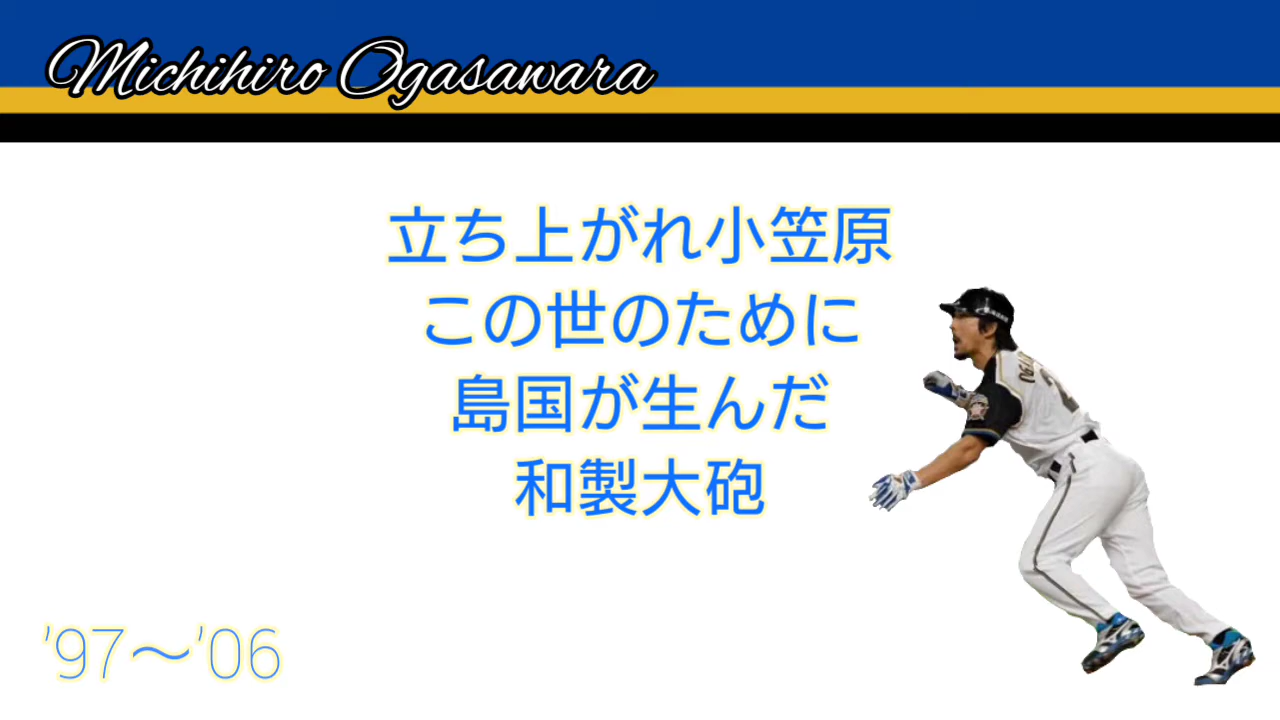 Michihiro Ogasawara
立ち上がれ小笠原
この世のために
島国が生んだ
和製大砲
'97〜'06